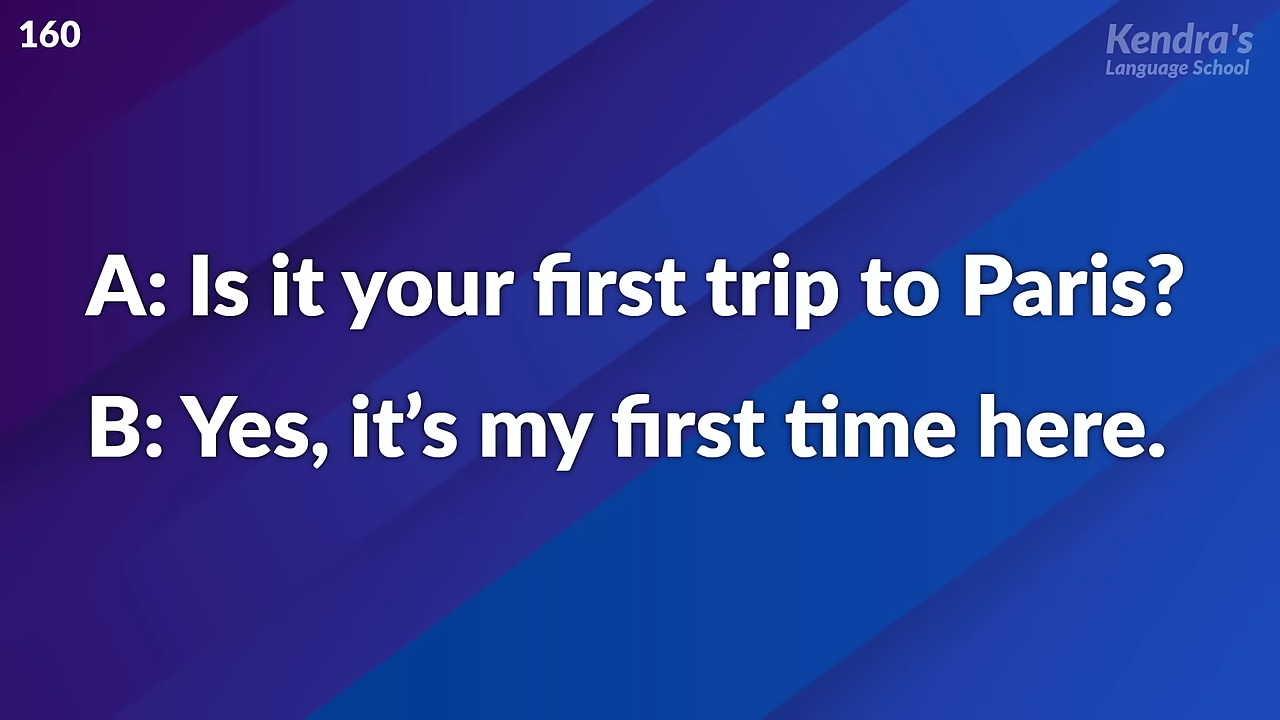 160
Kendra's
Language School
A: Is it your first trip to Paris?
B: Yes, it’s my first time here.